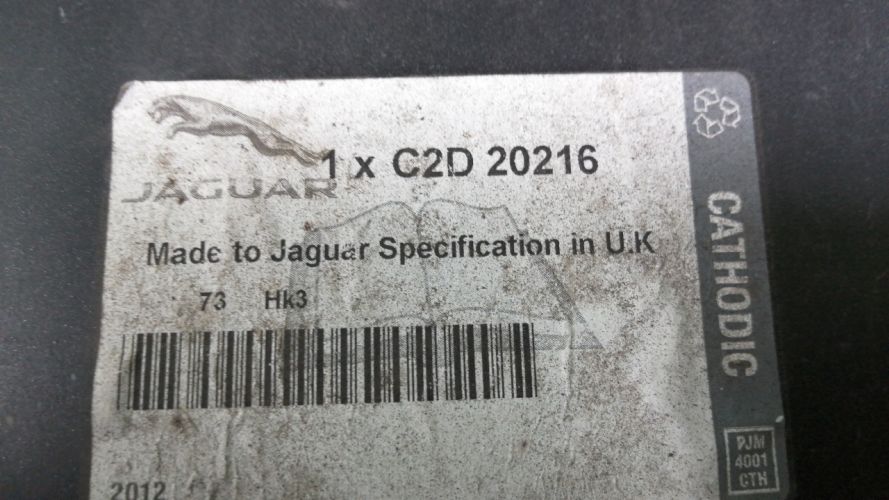 1 x C2D 20216
JAGUAR
Made to Jaguar Specification in U.K
73 Hk3
2012
CATHODIC
PJM
4001
CTH